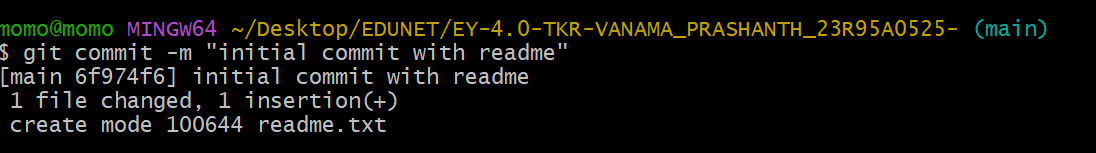 momo@momo MINGW64 ~/Desktop/EDUNET/EY-4.0-TKR-VANAMA_PRASHANTH_23R95A0525- (main)
$ git commit -m "initial commit with readme"
[main 6f974f6] initial commit with readme
 1 file changed, 1 insertion(+)
 create mode 100644 readme.txt